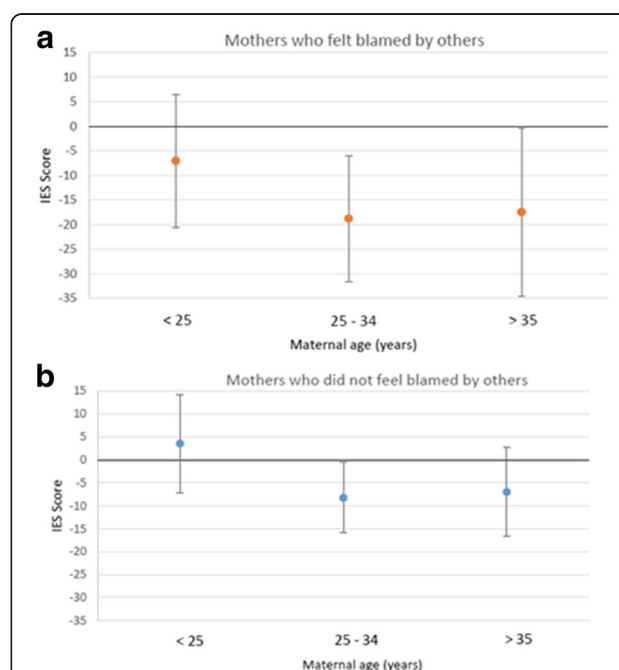 a
Mothers who felt blamed by others
15
10
5
0
-5
-10
-15
-20
-25
-30
-35
IES Score
< 25 25 - 34 > 35
Maternal age (years)
b
Mothers who did not feel blamed by others
15
10
5
0
-5
-10
-15
-20
-25
-30
-35
IES Score
< 25 25 - 34 > 35
Maternal age (years)